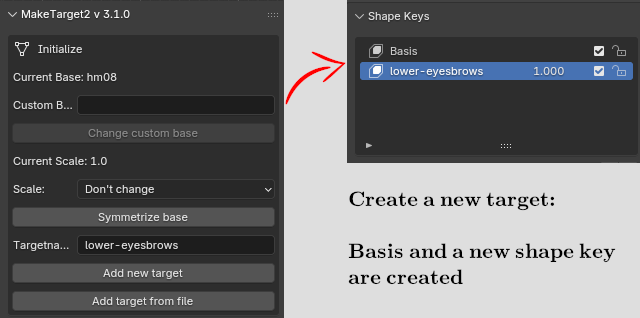 MakeTarget2 v 3.1.0
Initialize
Current Base: hm08
Custom B...
Change custom base
Current Scale: 1.0
Scale: Don't change
Symmetrize base
Targetna... lower-eyesbrows
Add new target
Add target from file
Shape Keys
Basis
lower-eyesbrows 1.000
Create a new target:
Basis and a new shape key
are created